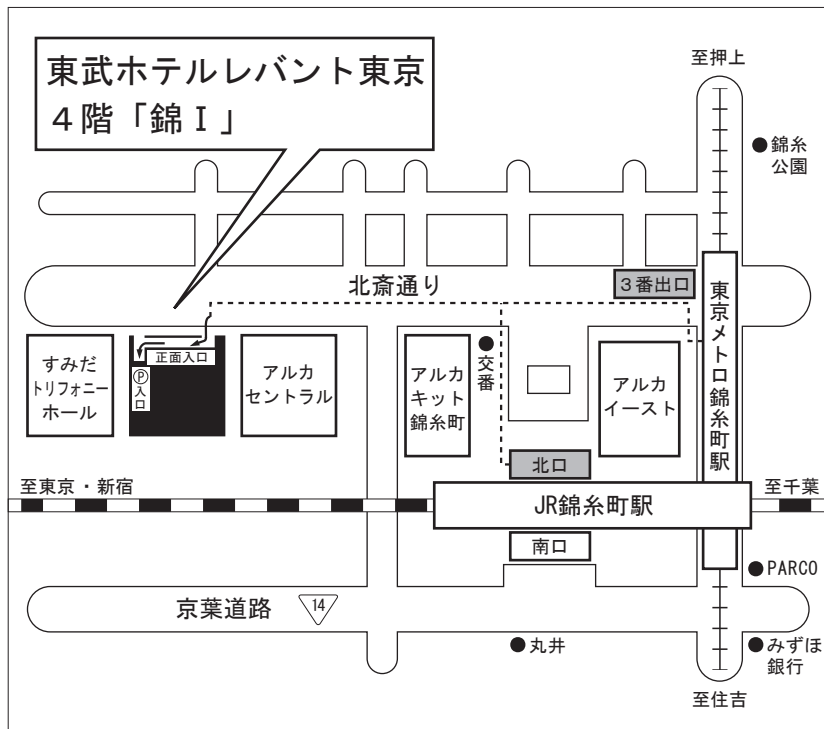 東武ホテルレバント東京
４階「錦Ⅰ」
至押上
錦糸
公園
３番出口
北斎通り
東京メトロ錦糸町駅
すみだ
トリフォニー
ホール
正面入口
Ⓟ入口
アルカ
セントラル
アルカ
キット
錦糸町
交番
アルカ
イースト
北口
至東京・新宿
JR錦糸町駅
至千葉
南口
PARCO
京葉道路
14
丸井
みずほ
銀行
至住吉